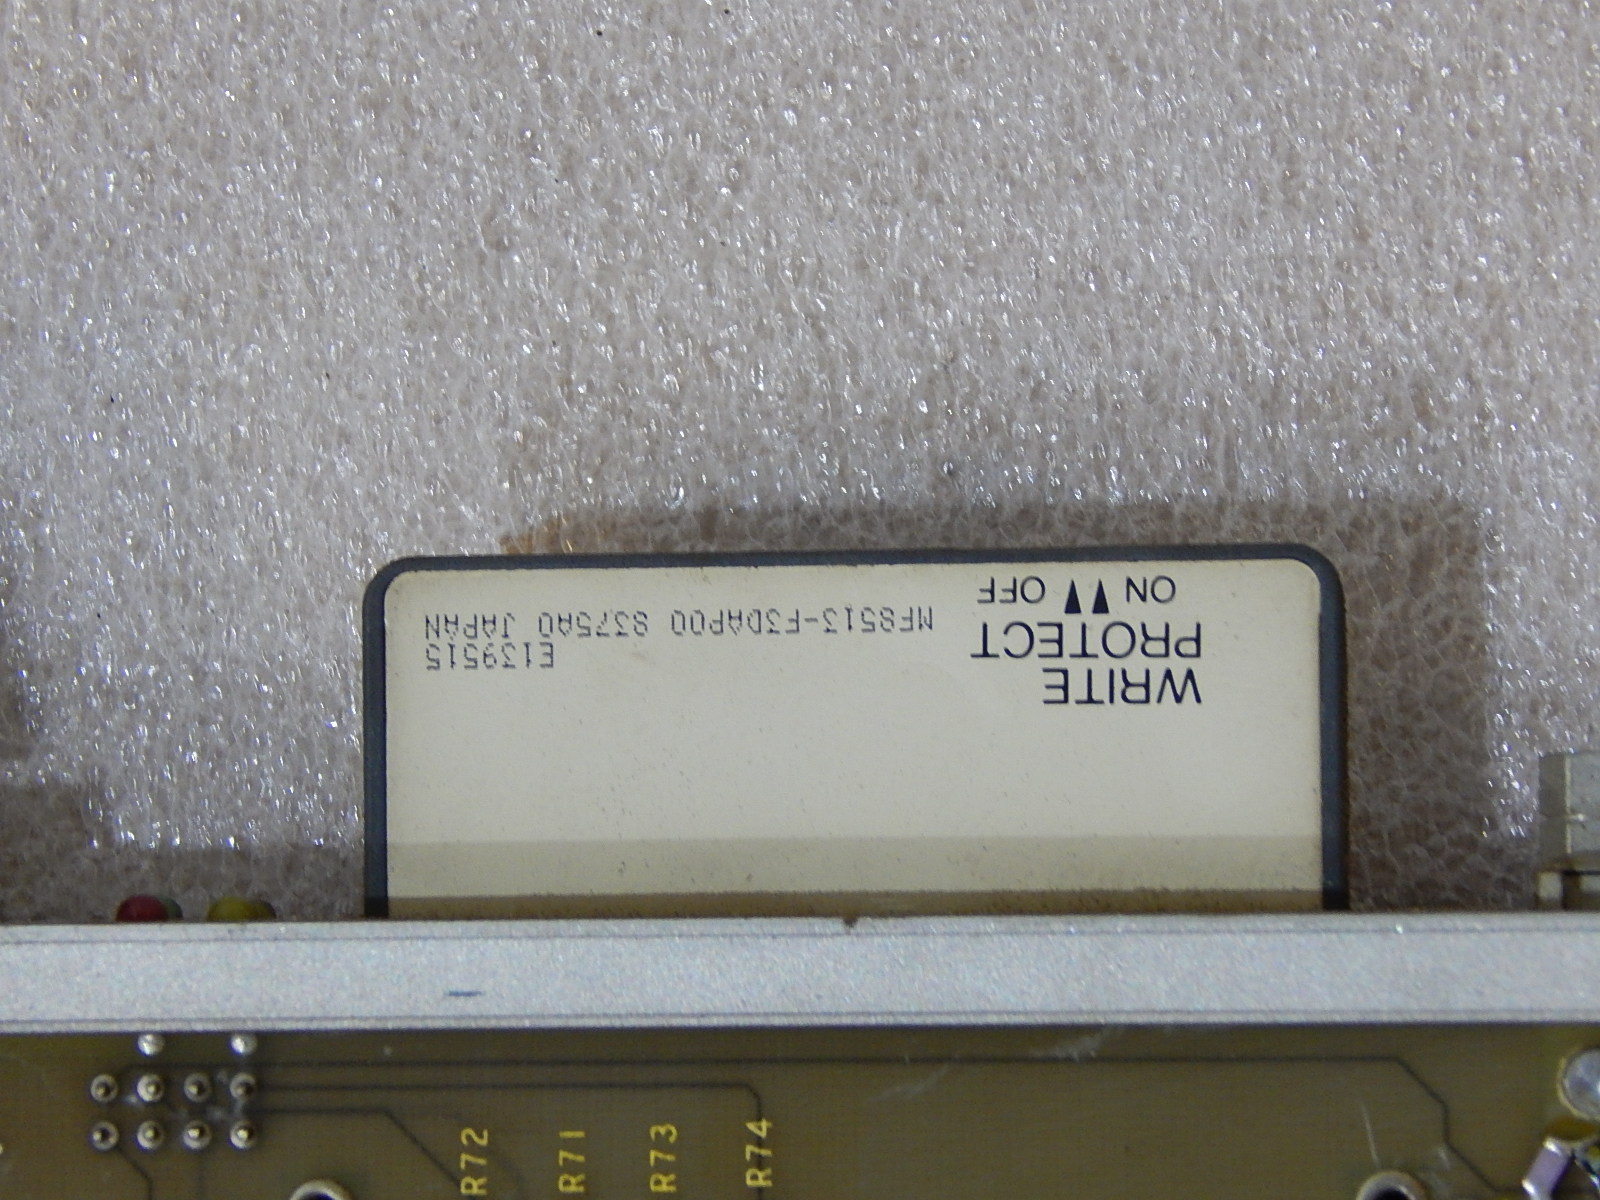 WRITE
PROTECT
ON OFF
E139515
MF8513-F3DAP00 8375A0 JAPAN
R72
R71
R73
R74